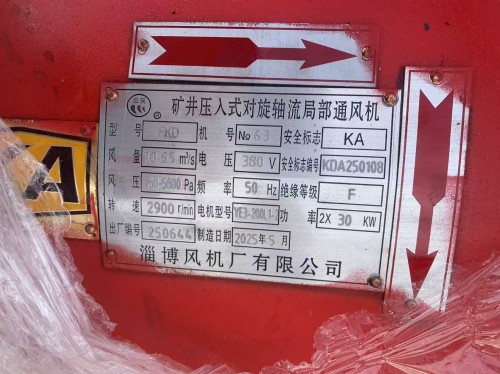 矿井压入式对旋轴流局部通风机
型号 FKD 机号 No 6.3 安全标志 KA
风量 m³/s 电压 380 V 安全标志编号 KDA250108
风 压 Pa 频率 50 Hz 绝缘等级 F
转速 2900 r/min 电机型号 YE3-200L1-2 功率 2X 30 KW
出厂编号 250644 制造日期 2025年5月
淄博风机厂有限公司
A